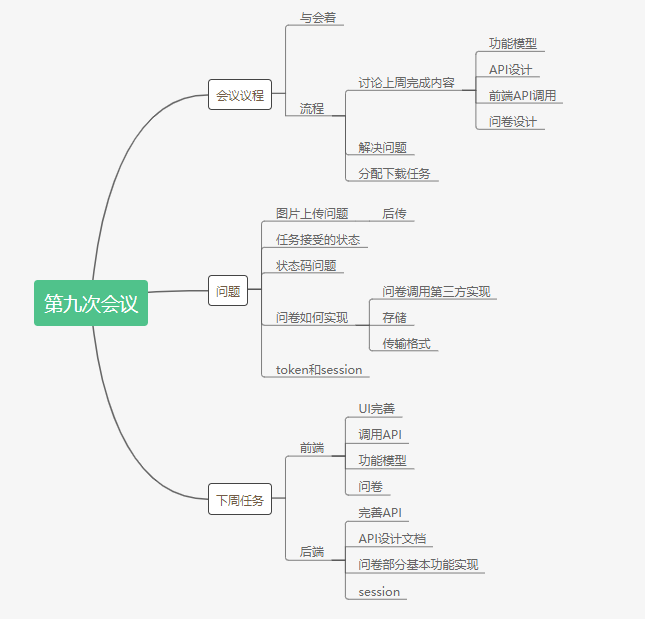 第九次会议
会议议程
与会着
流程
讨论上周完成内容
功能模型
API设计
前端API调用
问卷设计
解决问题
分配下载任务
问题
图片上传问题
后传
任务接受的状态
状态码问题
问卷如何实现
问卷调用第三方实现
存储
传输格式
token和session
下周任务
前端
UI完善
调用API
功能模型
问卷
后端
完善API
API设计文档
问卷部分基本功能实现
session